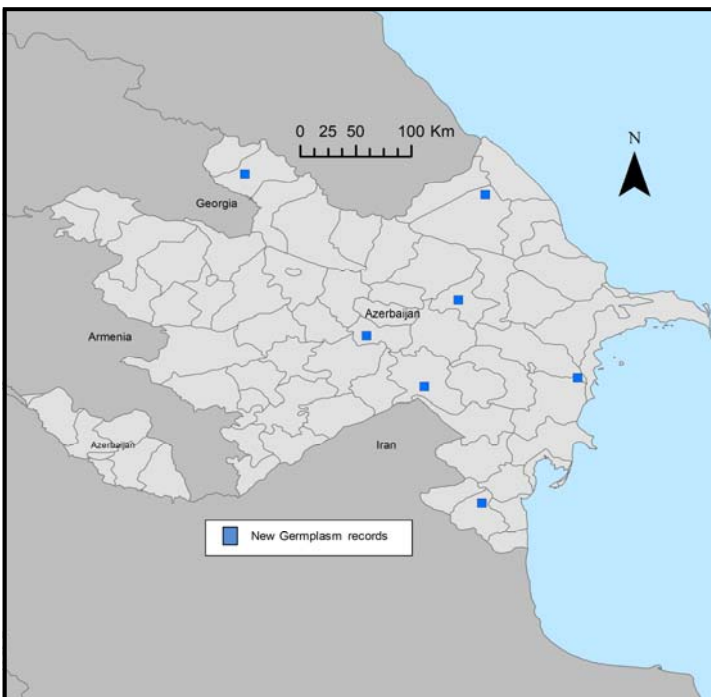 0 25 50 100 Km
N
Georgia
Azerbaijan
Armenia
Azerbaijan
Iran
New Germplasm records